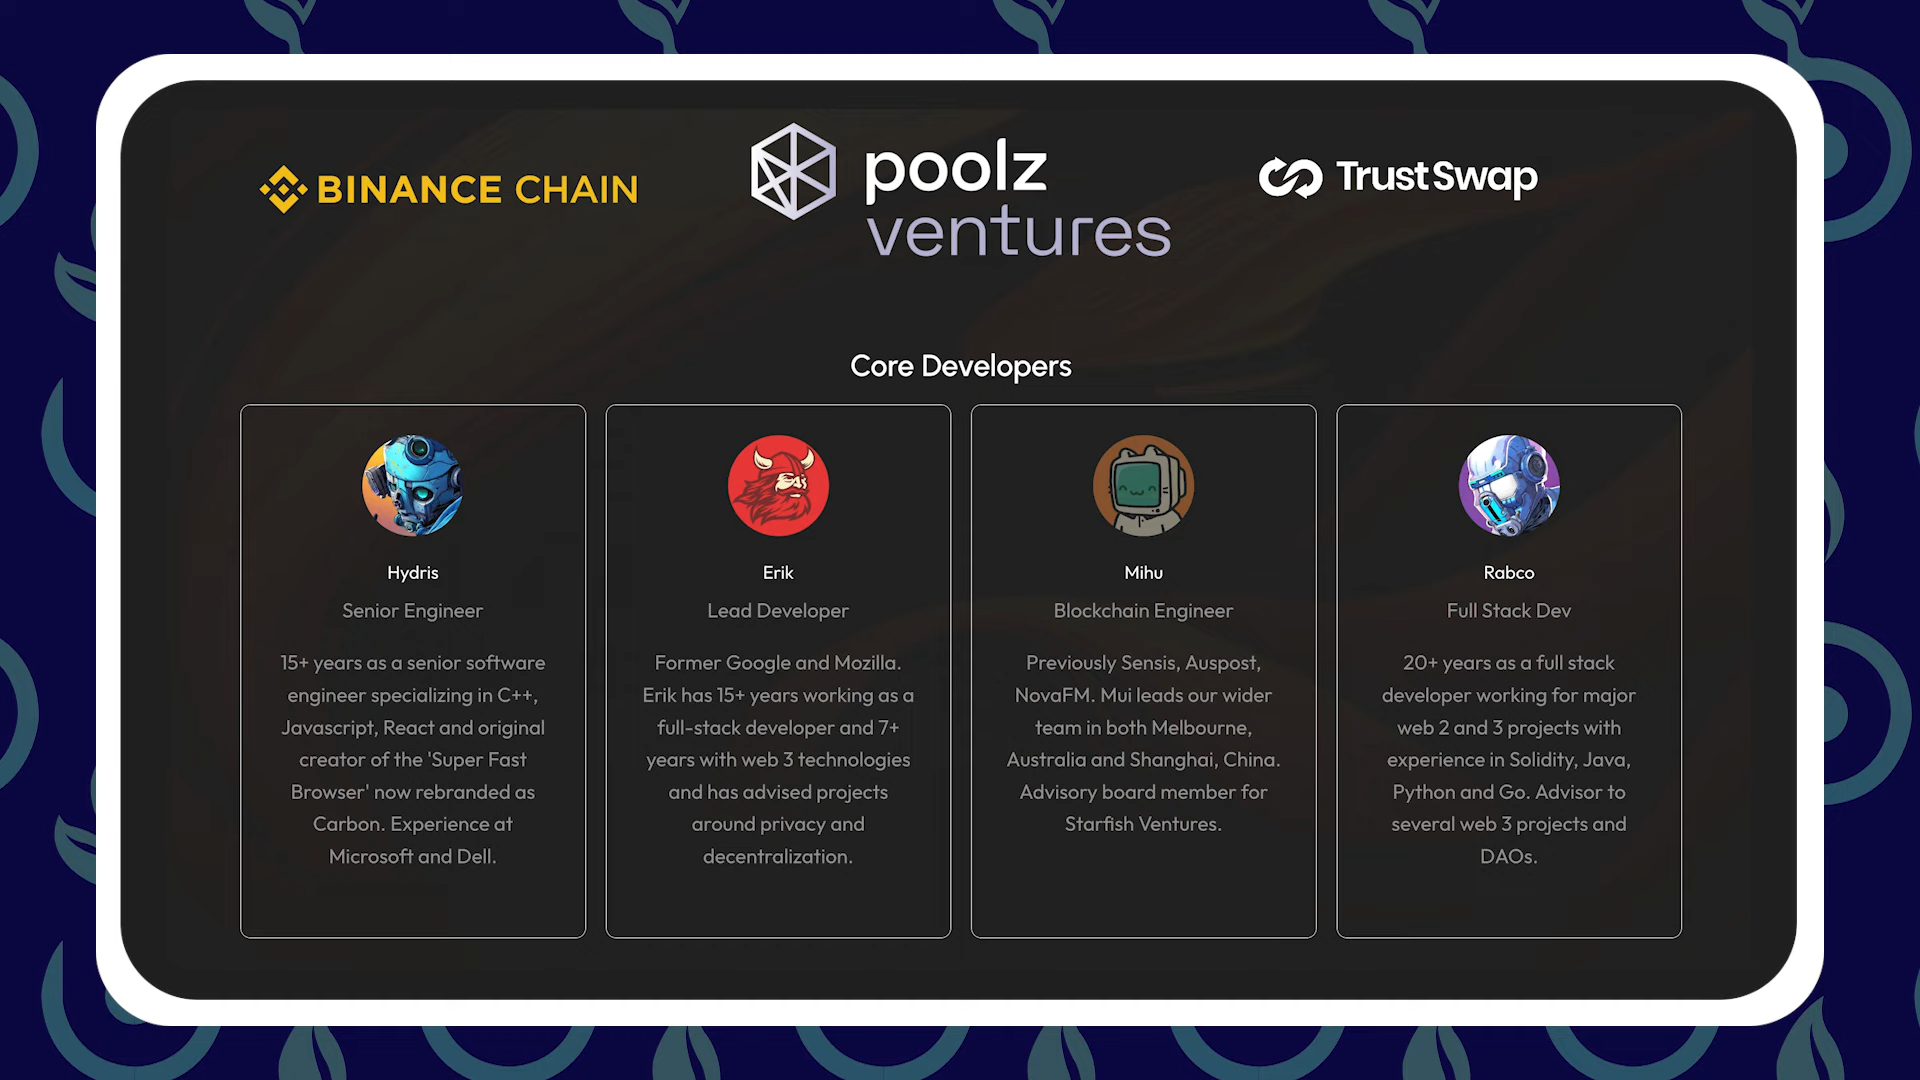 BINANCE CHAIN
poolz
ventures
TrustSwap
Core Developers
Hydris
Senior Engineer
15+ years as a senior software
engineer specializing in C++,
Javascript, React and original
creator of the 'Super Fast
Browser' now rebranded as
Carbon. Experience at
Microsoft and Dell.
Erik
Lead Developer
Former Google and Mozilla.
Erik has 15+ years working as a
full-stack developer and 7+
years with web 3 technologies
and has advised projects
around privacy and
decentralization.
Mihu
Blockchain Engineer
Previously Sensis, Auspost,
NovaFM. Mui leads our wider
team in both Melbourne,
Australia and Shanghai, China.
Advisory board member for
Starfish Ventures.
Rabco
Full Stack Dev
20+ years as a full stack
developer working for major
web 2 and 3 projects with
experience in Solidity, Java,
Python and Go. Advisor to
several web 3 projects and
DAOs.